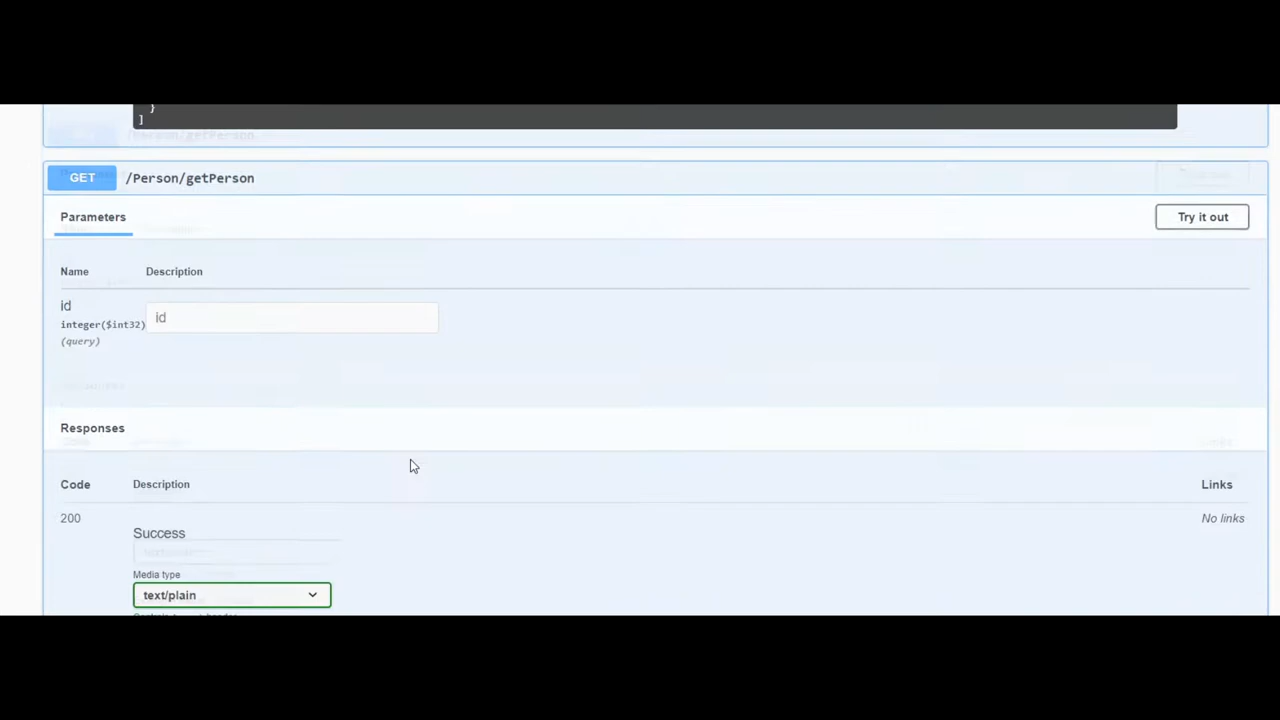 }
]
GET /Person/getPerson
Parameters
Try it out
Name Description
id
integer($int32)
(query)
id
Responses
Code Description Links
200
Success
No links
Media type
text/plain